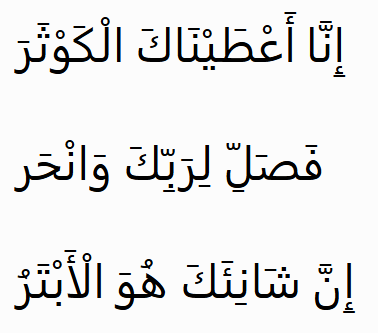 إِنَّا أَعْطَيْنَاكَ الْكَوْثَرَ
فَصَلِّ لِرَبِّكَ وَانْحَر
إِنَّ شَانِئَكَ هُوَ الْأَبْتَرُ